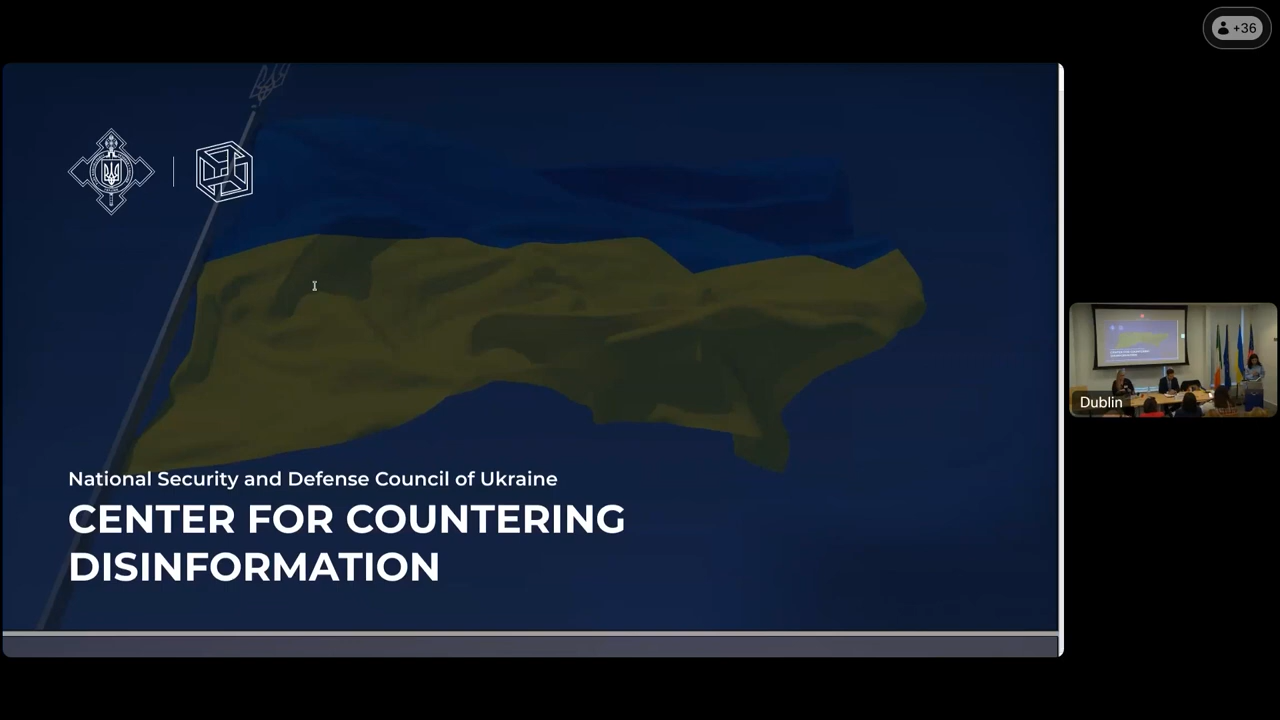 +36
National Security and Defense Council of Ukraine
CENTER FOR COUNTERING
DISINFORMATION
Dublin